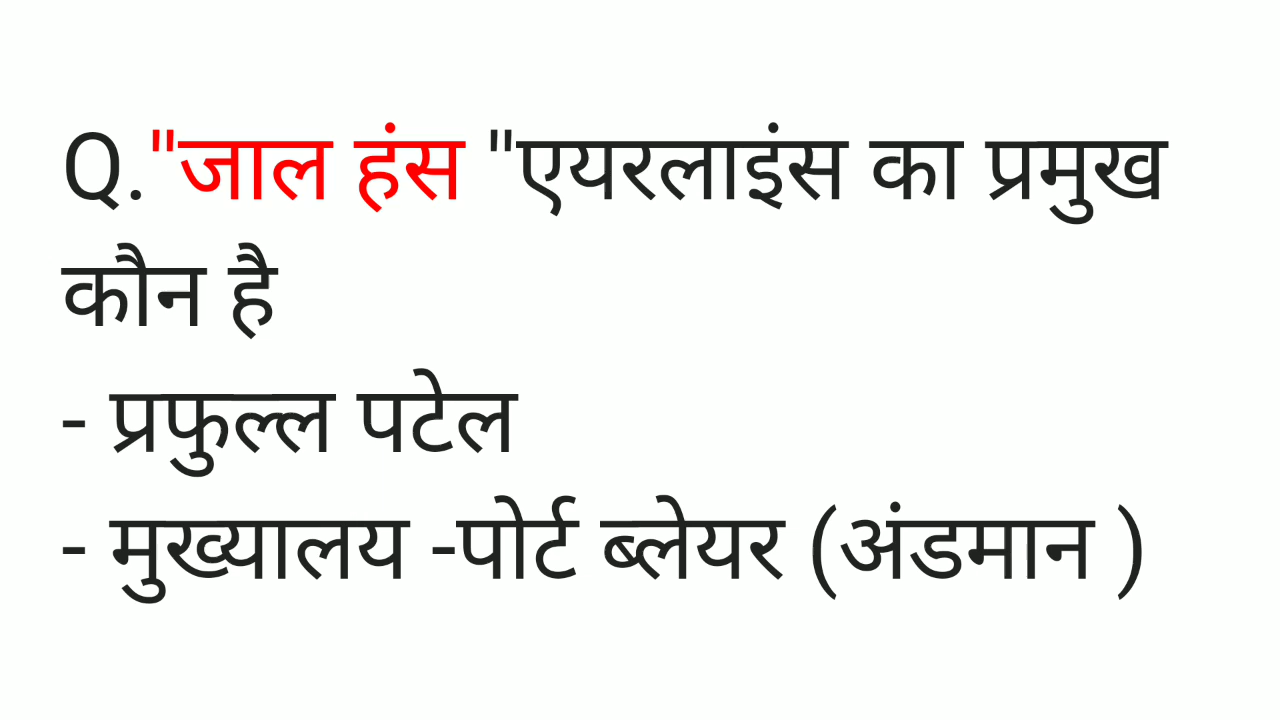 Q."जाल हंस "एयरलाइंस का प्रमुख
कौन है
- प्रफुल्ल पटेल
- मुख्यालय -पोर्ट ब्लेयर (अंडमान )